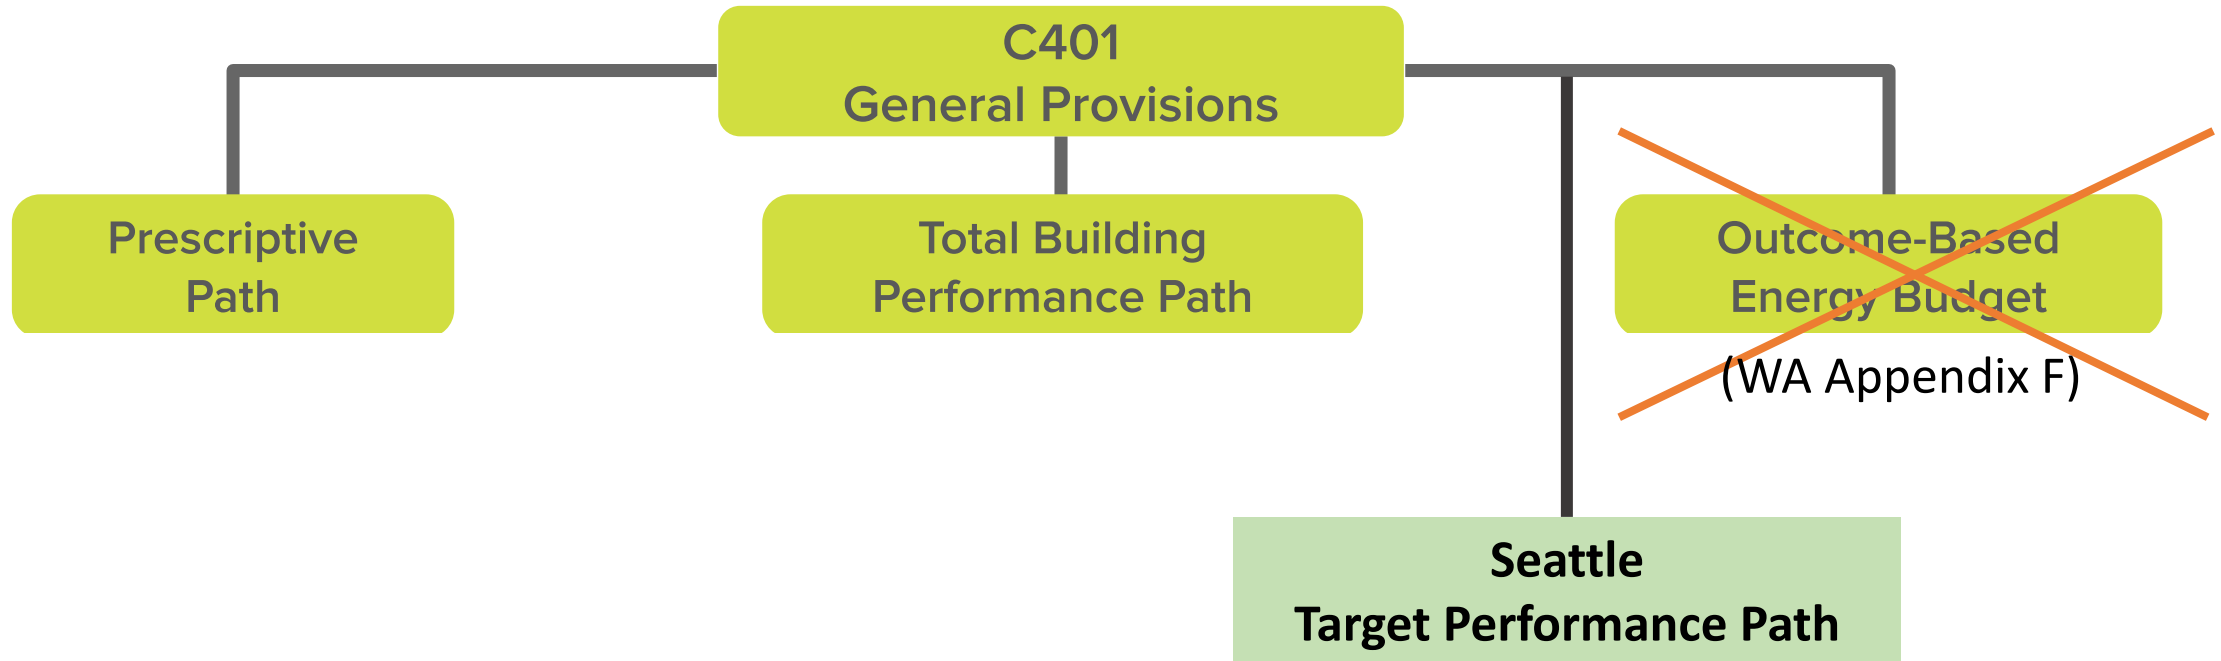 C401
General Provisions
Prescriptive
Path
Total Building
Performance Path
Outcome-Based
Energy Budget
(WA Appendix F)
Seattle
Target Performance Path